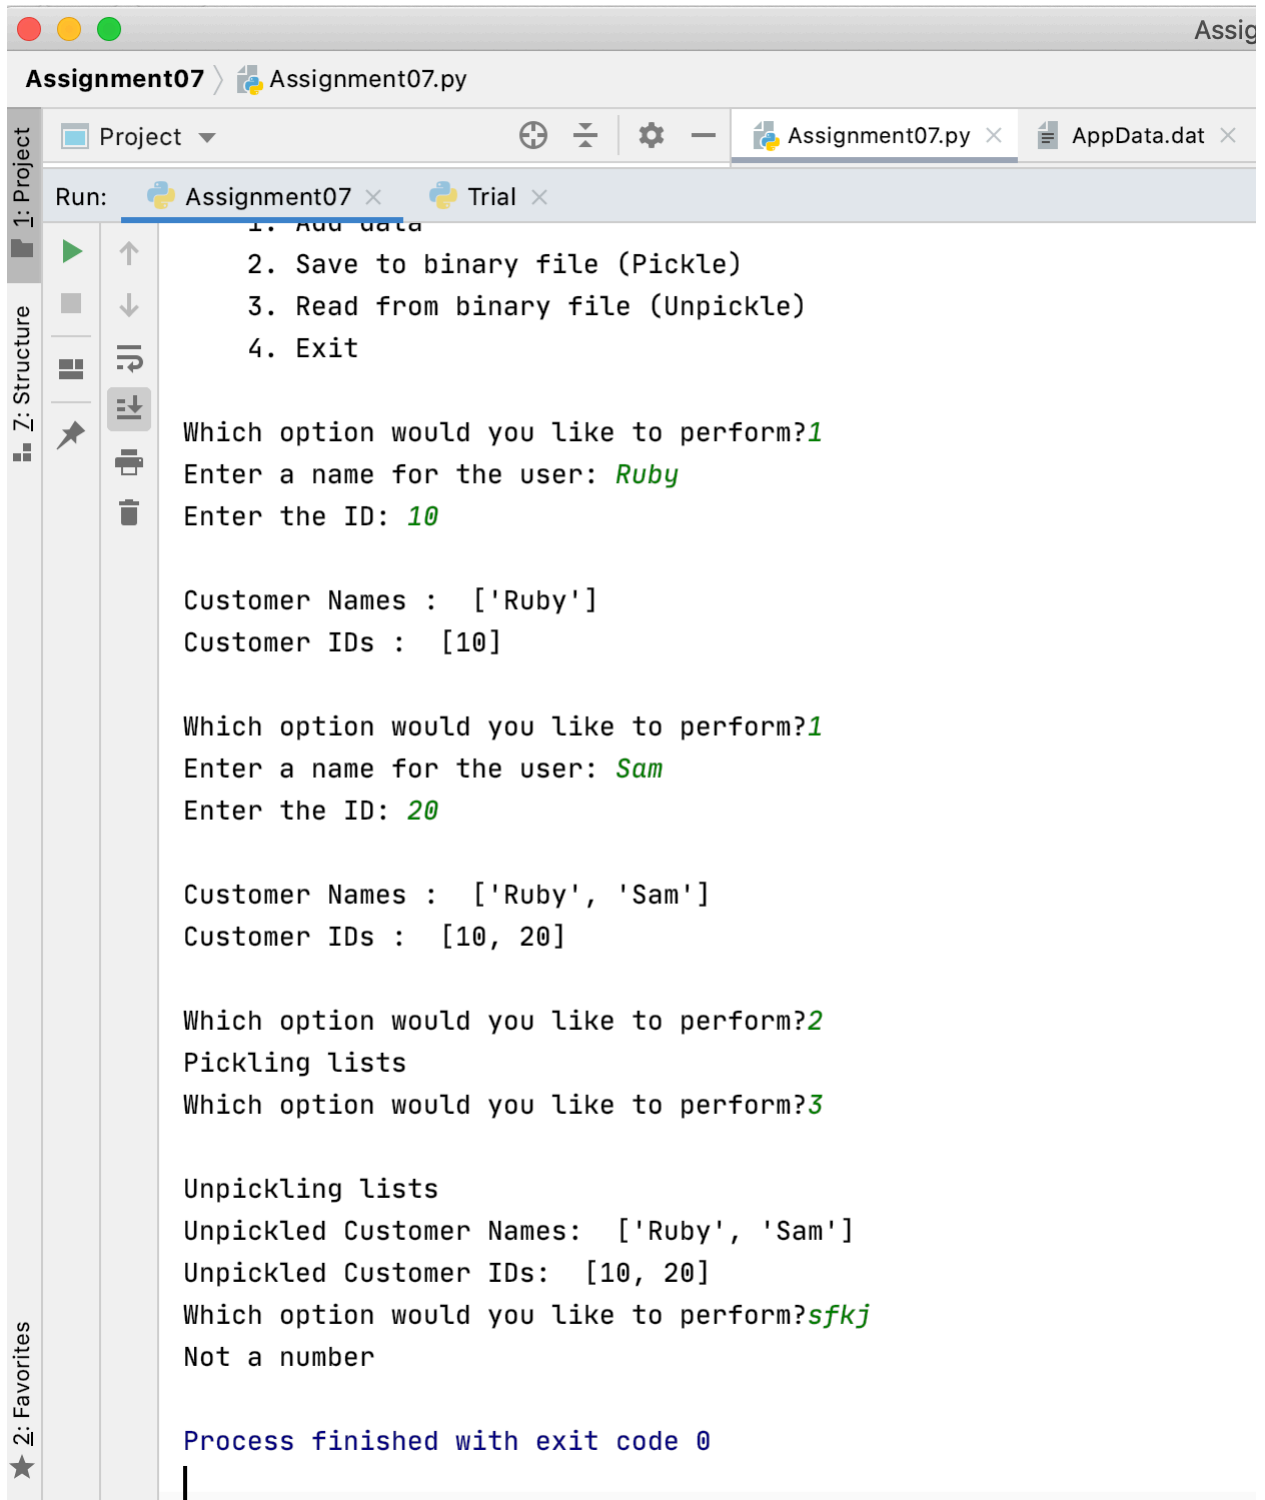 Assig
Assignment07 〉 Assignment07.py
Project
Assignment07.py
AppData.dat
1: Project
Run:
Assignment07
Trial
1. Add data
2. Save to binary file (Pickle)
3. Read from binary file (Unpickle)
4. Exit
7: Structure
Which option would you like to perform?1
Enter a name for the user: Ruby
Enter the ID: 10
Customer Names :  ['Ruby']
Customer IDs :  [10]
Which option would you like to perform?1
Enter a name for the user: Sam
Enter the ID: 20
Customer Names :  ['Ruby', 'Sam']
Customer IDs :  [10, 20]
Which option would you like to perform?2
Pickling lists
Which option would you like to perform?3
Unpickling lists
Unpickled Customer Names:  ['Ruby', 'Sam']
Unpickled Customer IDs:  [10, 20]
Which option would you like to perform?sfkj
Not a number
2: Favorites
Process finished with exit code 0